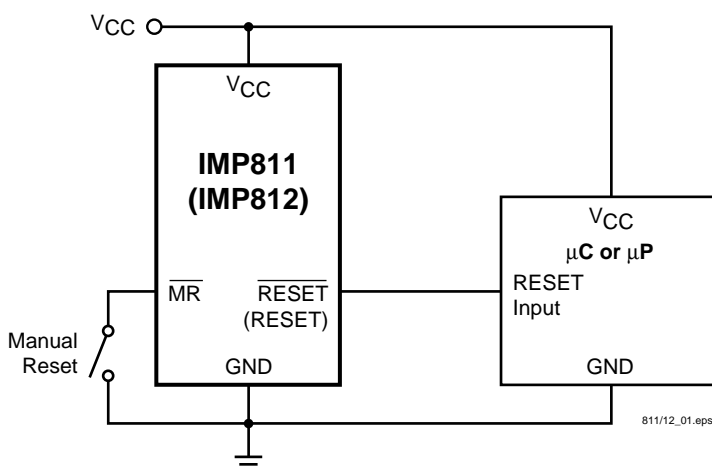 VCC
VCC
IMP811
(IMP812)
VCC
μC or μP
MR
RESET
(RESET)
RESET
Input
Manual
Reset
GND
GND
811/12_01.eps